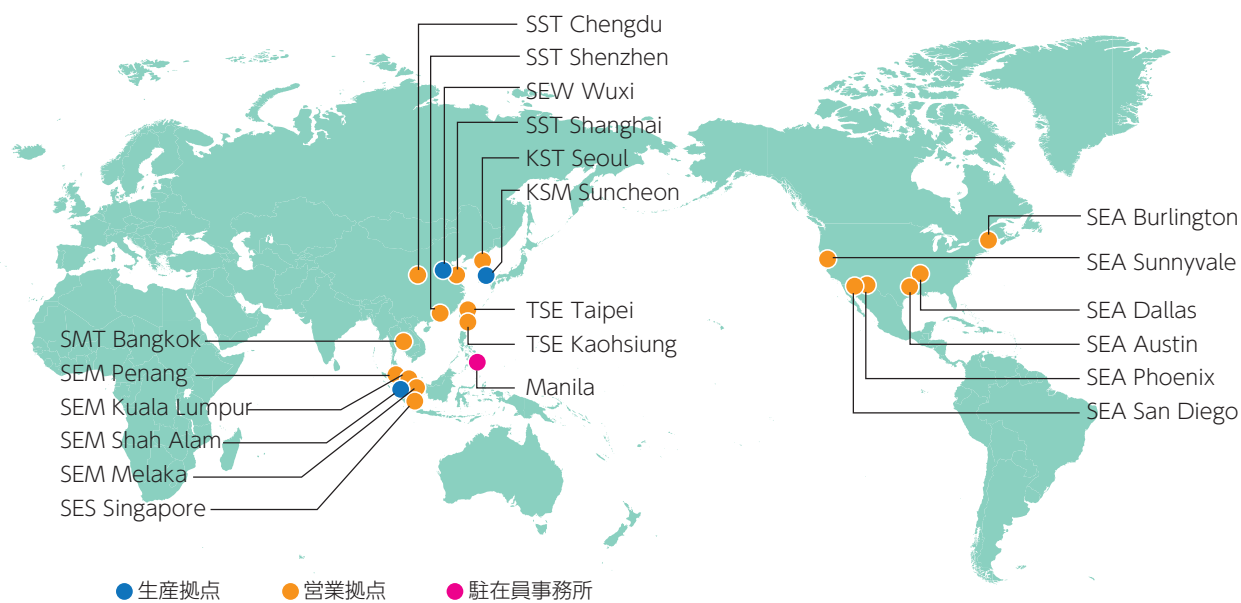 SST Chengdu
SST Shenzhen
SEW Wuxi
SST Shanghai
KST Seoul
KSM Suncheon
TSE Taipei
TSE Kaohsiung
Manila
SMT Bangkok
SEM Penang
SEM Kuala Lumpur
SEM Shah Alam
SEM Melaka
SES Singapore
SEA Burlington
SEA Sunnyvale
SEA Dallas
SEA Austin
SEA Phoenix
SEA San Diego
生産拠点
営業拠点
駐在員事務所